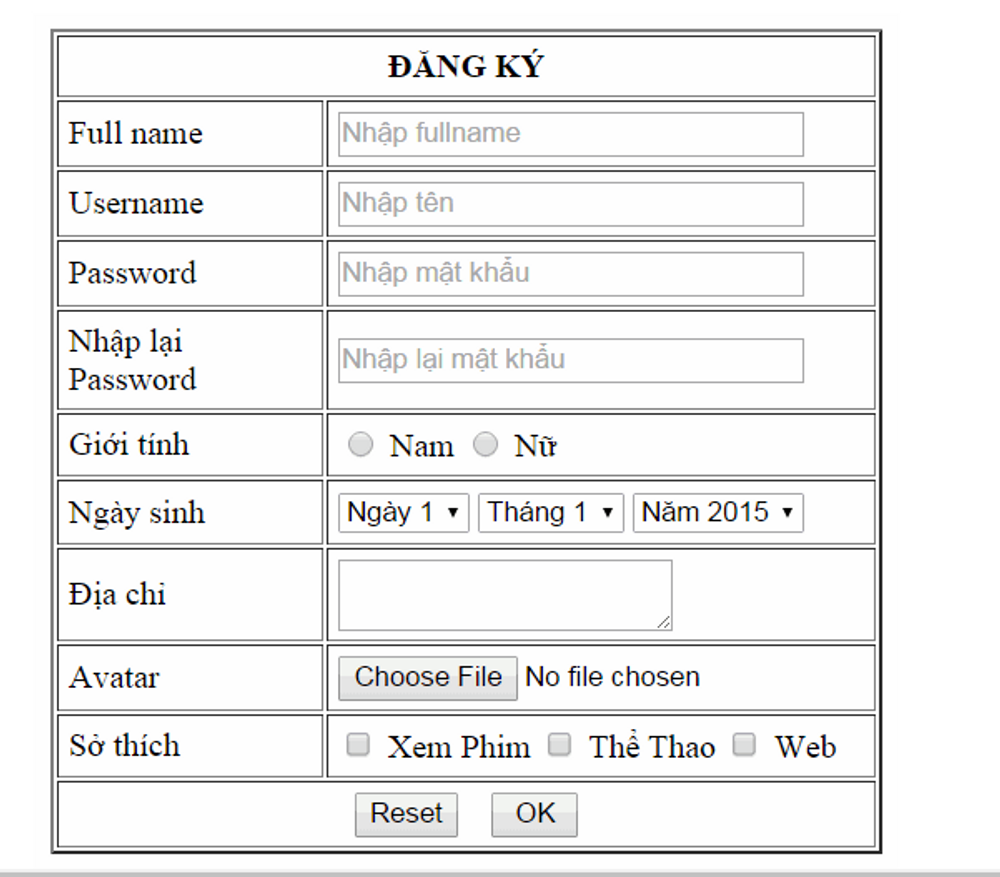 ĐĂNG KÝ
Full name Nhập fullname
Username Nhập tên
Password Nhập mật khẩu
Nhập lại
Password
Nhập lại mật khẩu
Giới tính Nam Nữ
Ngày sinh Ngày 1 Tháng 1 Năm 2015
Địa chỉ
Avatar Choose File No file chosen
Sở thích Xem Phim Thể Thao Web
Reset OK